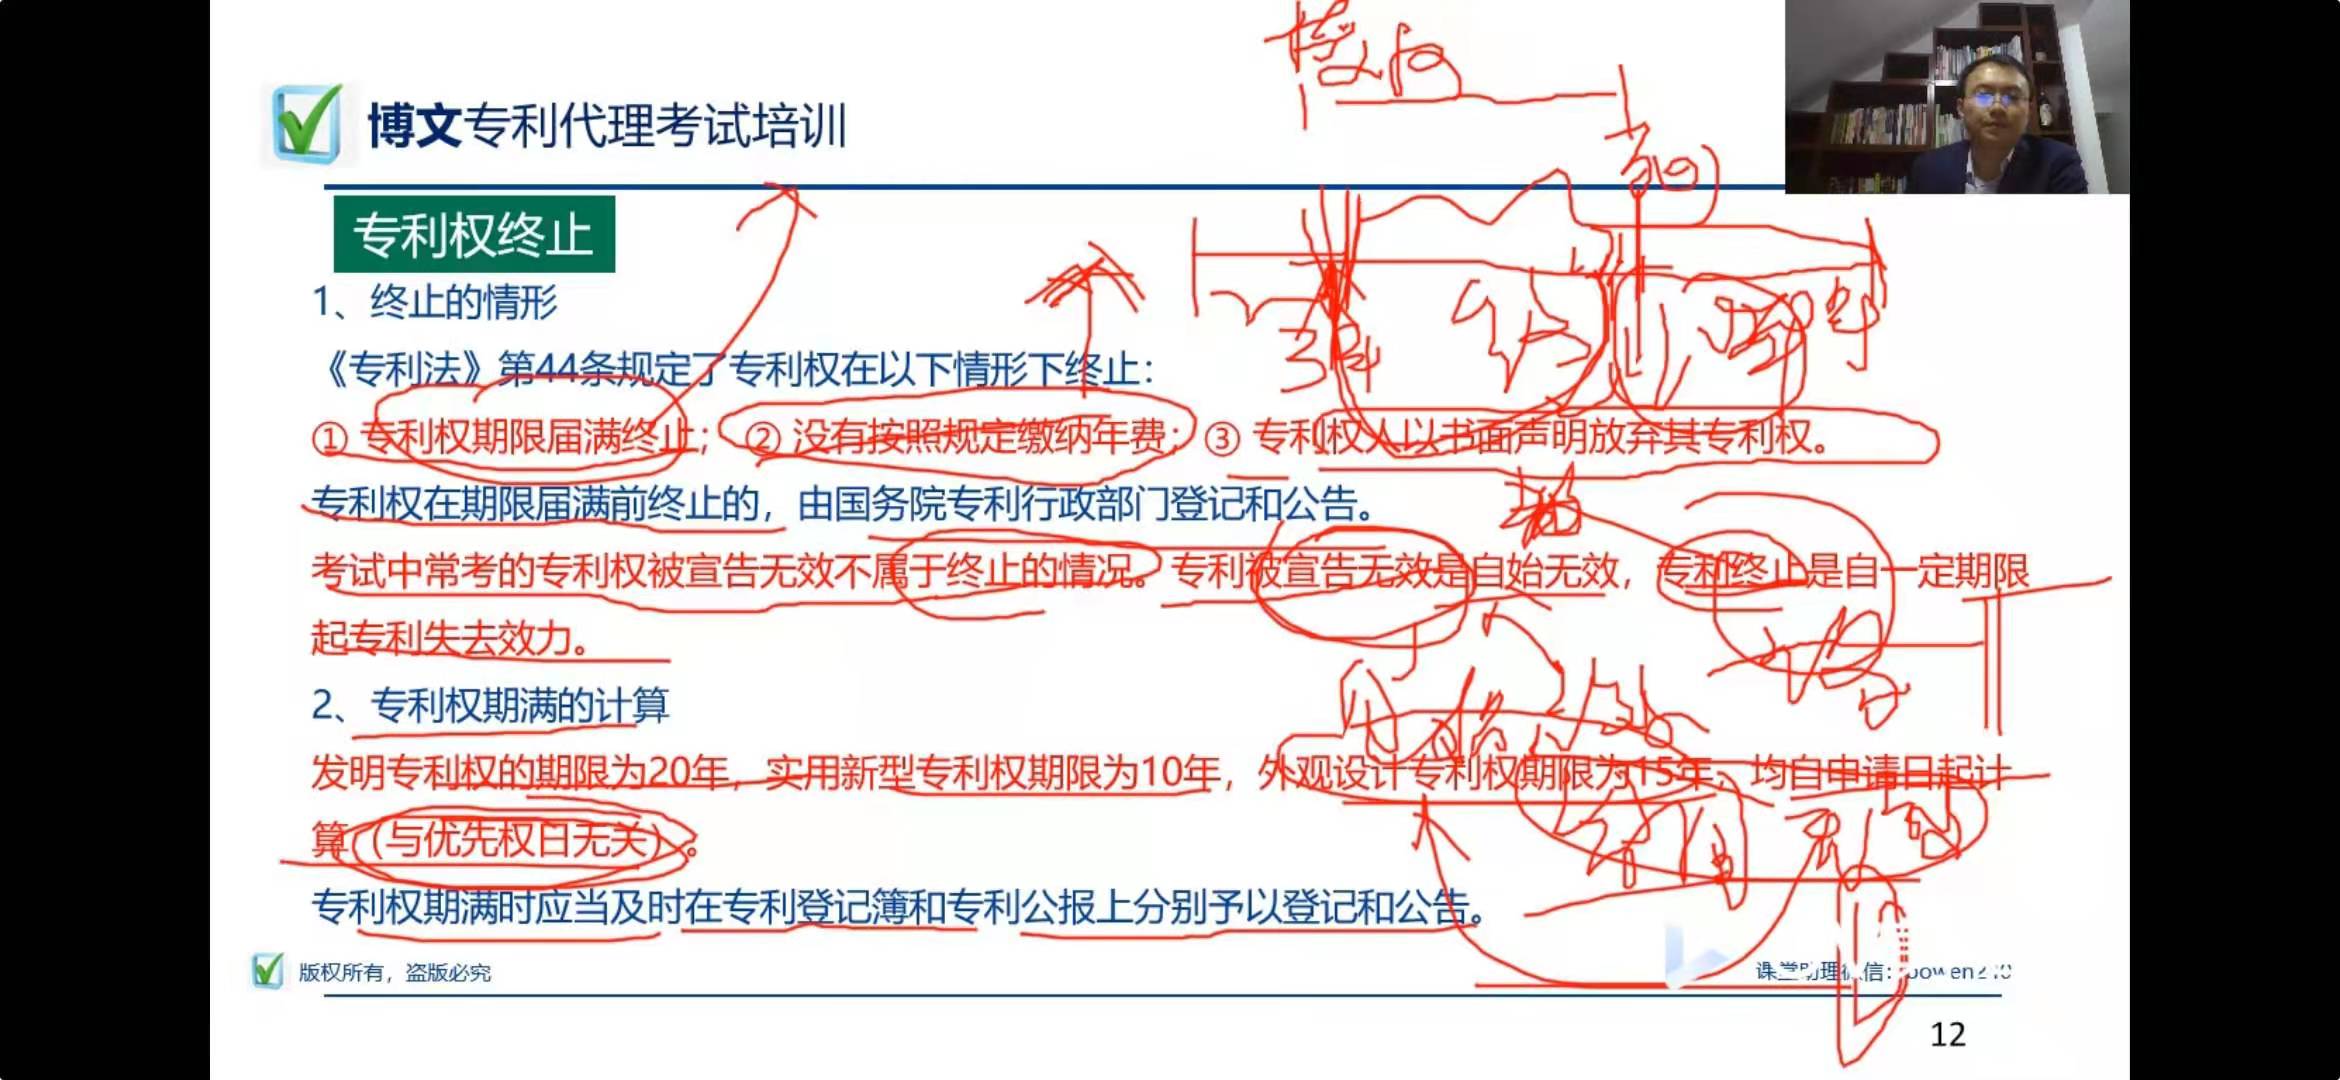 博文专利代理考试培训
专利权终止
1、终止的情形
《专利法》第44条规定了专利权在以下情形下终止：
① 专利权期限届满终止； ② 没有按照规定缴纳年费；③ 专利权人以书面声明放弃其专利权。
专利权在期限届满前终止的，由国务院专利行政部门登记和公告。
考试中常考的专利权被宣告无效不属于终止的情况。专利被宣告无效是自始无效，专利终止是自一定期限
起专利失去效力。
2、专利权期满的计算
发明专利权的期限为20年，实用新型专利权期限为10年，外观设计专利权期限为15年，均自申请日起计
算（与优先权日无关）。
专利权期满时应当及时在专利登记簿和专利公报上分别予以登记和公告。
版权所有，盗版必究
课堂助理微信：
12